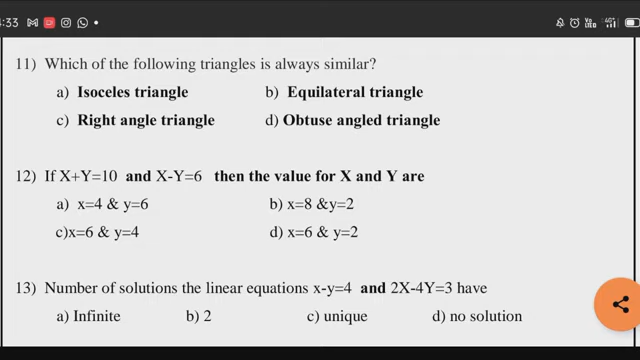 :33
11) Which of the following triangles is always similar?
a) Isoceles triangle b) Equilateral triangle
c) Right angle triangle d) Obtuse angled triangle
12) If X+Y=10 and X-Y=6 then the value for X and Y are
a) x=4 & y=6 b) x=8 &y=2
c)x=6 & y=4 d) x=6 & y=2
13) Number of solutions the linear equations x-y=4 and 2X-4Y=3 have
a) Infinite b) 2 c) unique d) no solution